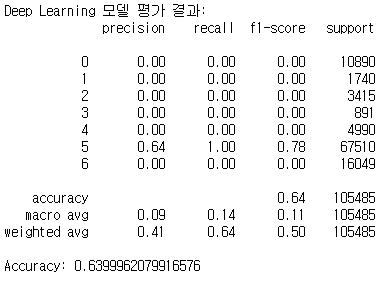 Deep Learning 모델 평가 결과:
precision recall f1-score support
0 0.00 0.00 0.00 10890
1 0.00 0.00 0.00 1740
2 0.00 0.00 0.00 3415
3 0.00 0.00 0.00 891
4 0.00 0.00 0.00 4990
5 0.64 1.00 0.78 67510
6 0.00 0.00 0.00 16049
accuracy 0.64 105485
macro avg 0.09 0.14 0.11 105485
weighted avg 0.41 0.64 0.50 105485
Accuracy: 0.6399962079916576